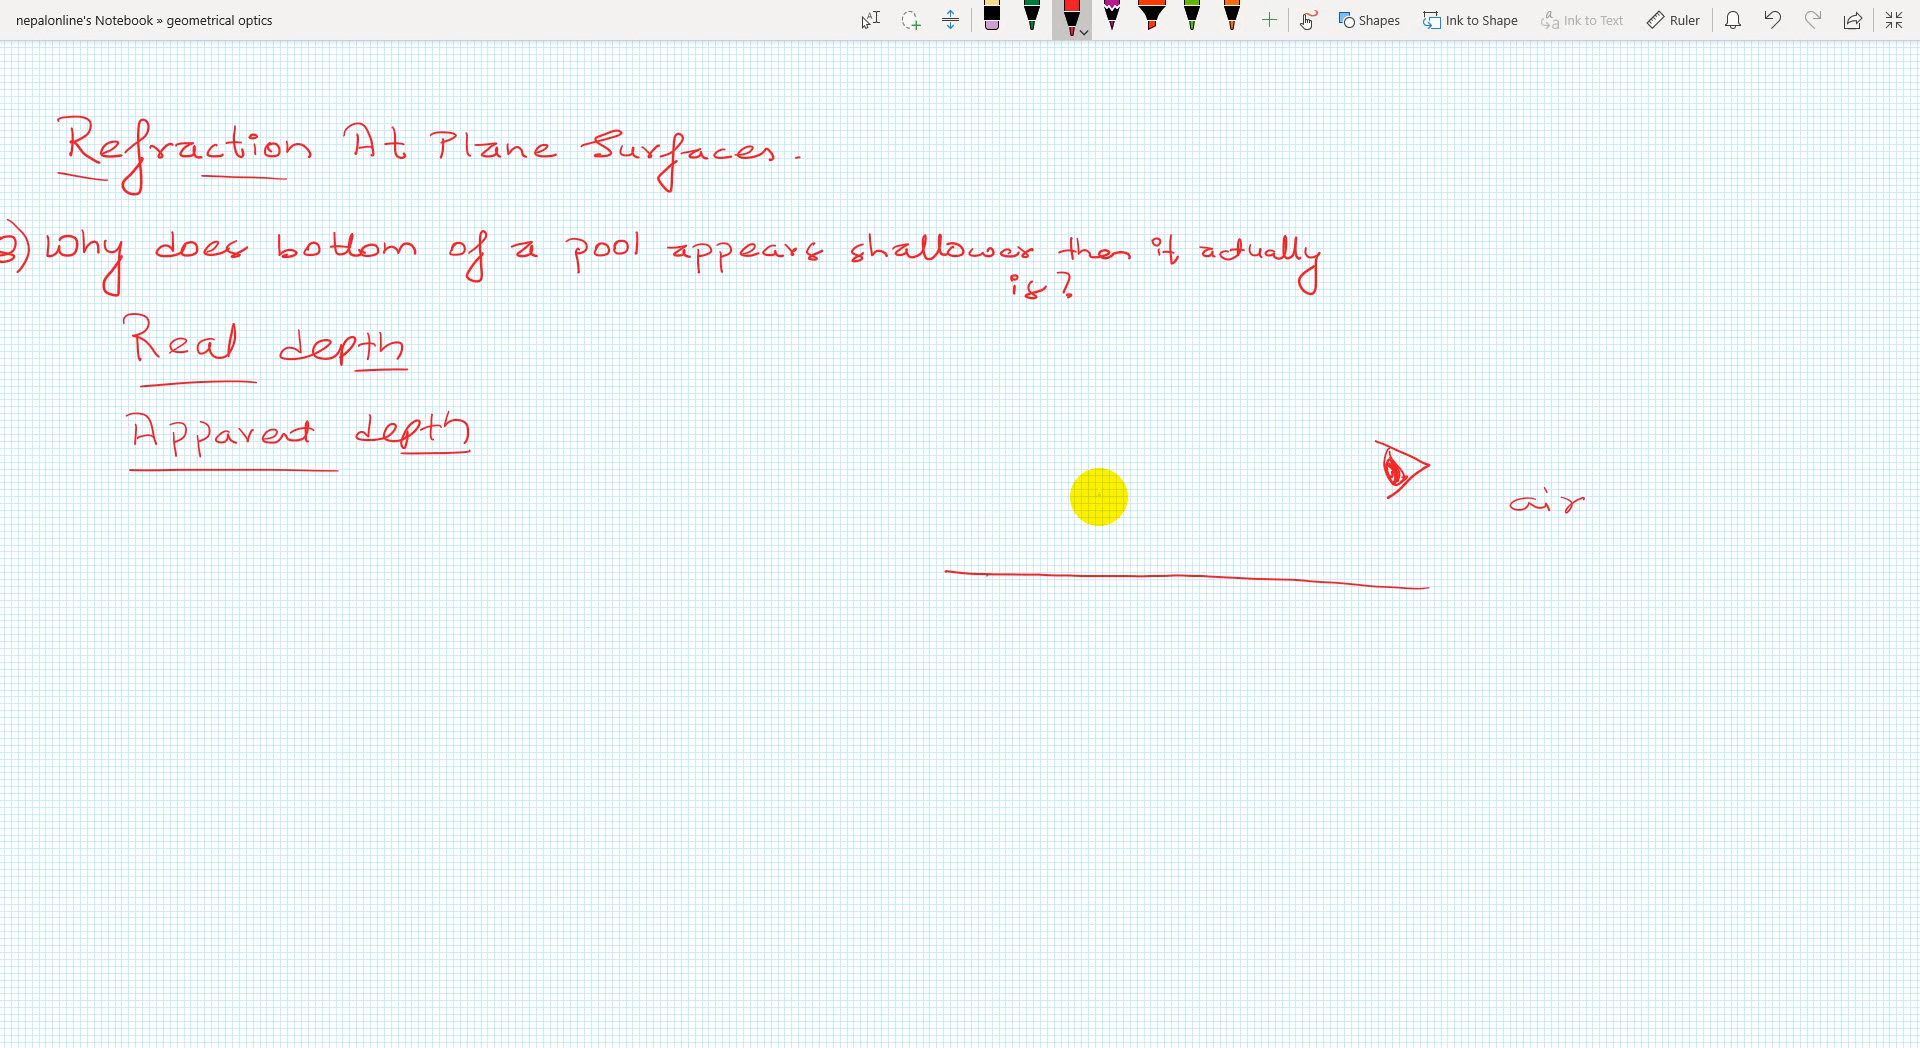 nepalonline's Notebook » geometrical optics
Shapes
Ink to Shape
Ink to Text
Ruler
Refraction At Plane Surfaces.
Why does bottom of a pool appears shallower then it actually
is?
Real depth
Apparent depth
air